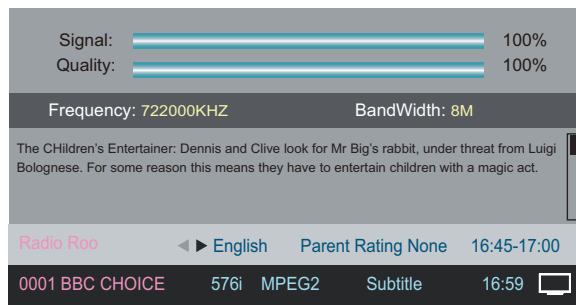 Signal: 100%
Quality: 100%
Frequency: 722000KHZ BandWidth: 8M
The CHildren's Entertainer: Dennis and Clive look for Mr Big's rabbit, under threat from Luigi
Bolognese. For some reason this means they have to entertain children with a magic act.
Radio Roo English Parent Rating None 16:45-17:00
0001 BBC CHOICE 576i MPEG2 Subtitle 16:59